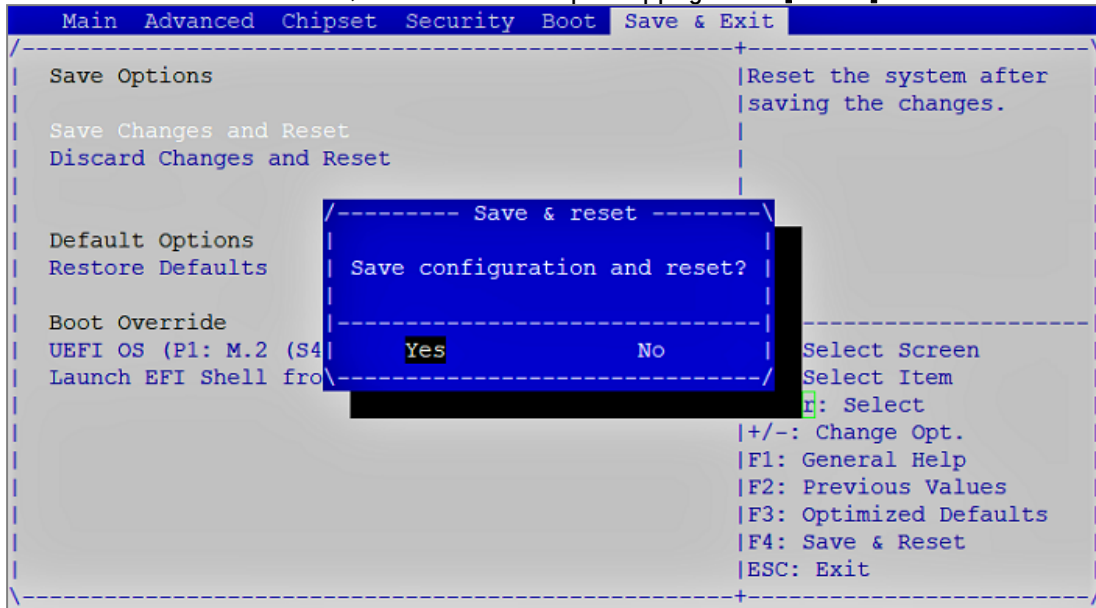 Main Advanced Chipset Security Boot Save & Exit
Save Options
Save Changes and Reset
Discard Changes and Reset
Default Options
Restore Defaults
Boot Override
UEFI OS (P1: M.2 (S4
Launch EFI Shell fro
Reset the system after
saving the changes.
Save & reset
Save configuration and reset?
Yes No
Select Screen
Select Item
r: Select
+/-: Change Opt.
F1: General Help
F2: Previous Values
F3: Optimized Defaults
F4: Save & Reset
ESC: Exit